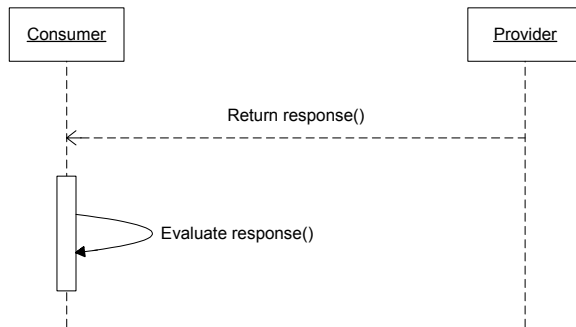 Consumer
Provider
Return response()
Evaluate response()